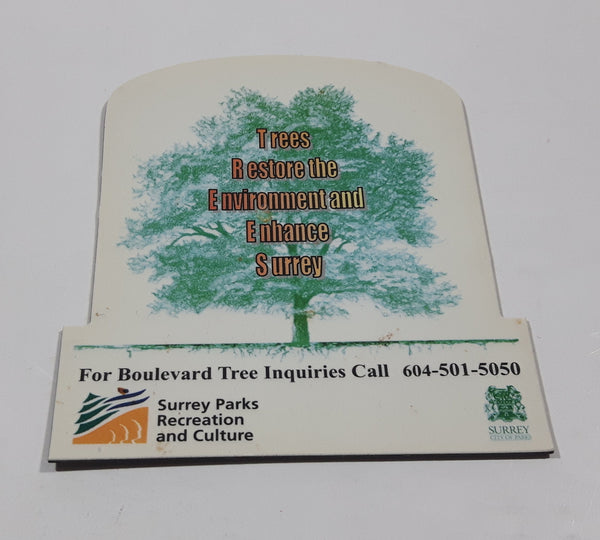 Trees
Restore the
Environment and
Enhance
Surrey
For Boulevard Tree Inquiries Call 604-501-5050
Surrey Parks
Recreation
and Culture
SURREY
CITY OF PARKS